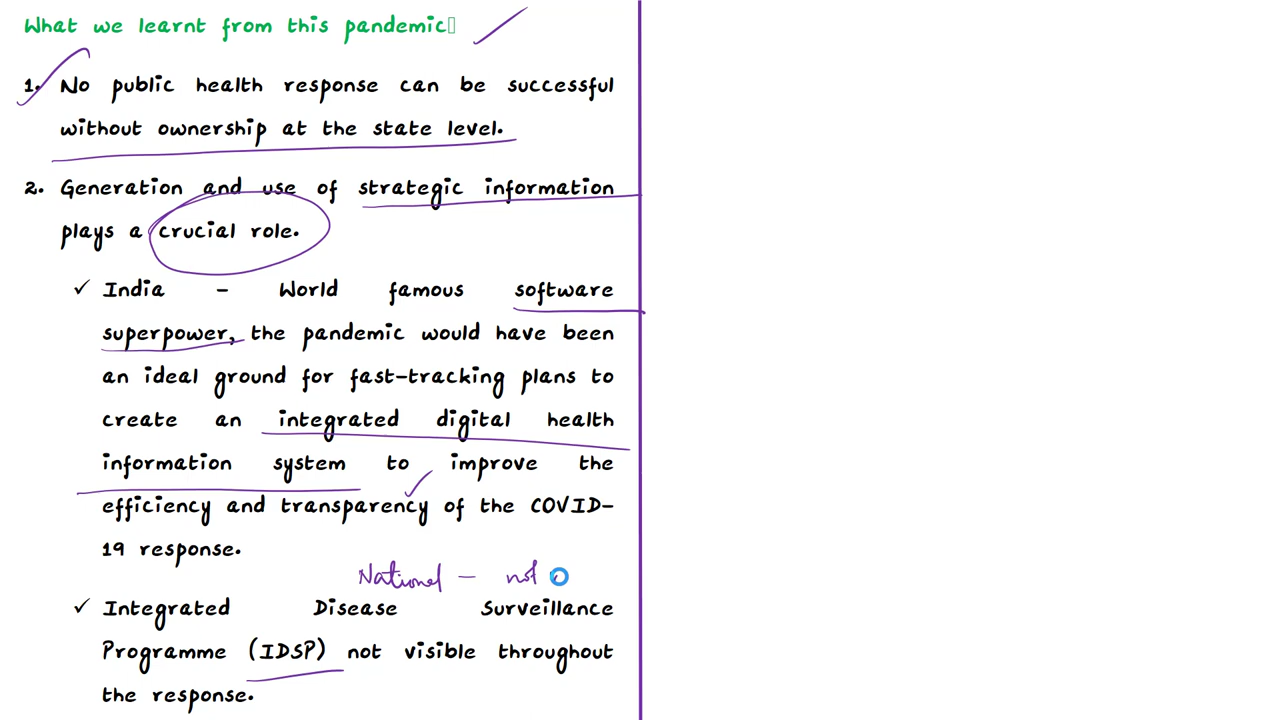 What we learnt from this pandemic
1. No public health response can be successful
without ownership at the state level.
2. Generation and use of strategic information
plays a crucial role.
✓ India - World famous software
superpower, the pandemic would have been
an ideal ground for fast-tracking plans to
create an integrated digital health
information system to improve the
efficiency and transparency of the COVID-
19 response.
National - not
✓ Integrated Disease Surveillance
Programme (IDSP) not visible throughout
the response.